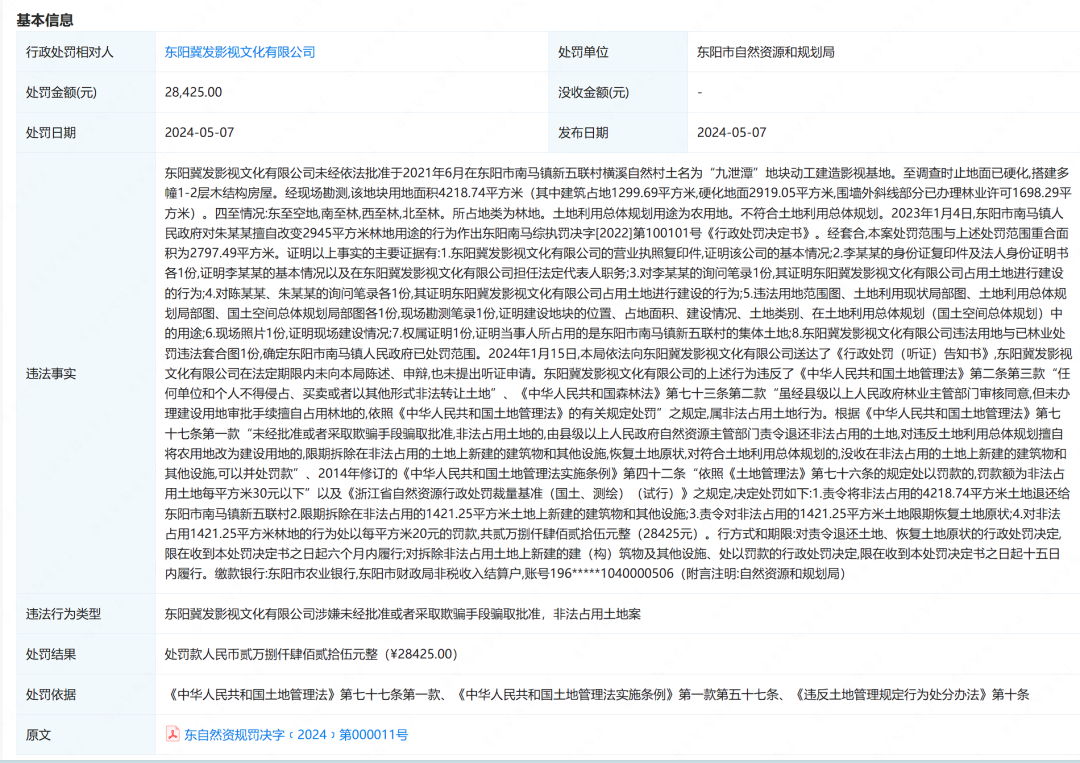 基本信息
行政处罚相对人 东阳冀发影视文化有限公司 处罚单位 东阳市自然资源和规划局
处罚金额(元) 28,425.00 没收金额(元) -
处罚日期 2024-05-07 发布日期 2024-05-07
东阳冀发影视文化有限公司未经依法批准于2021年6月在东阳市南马镇新五联村横溪自然村土名为“九泄潭”地块动工建造影视基地。至调查时止地面已硬化,搭建多
幢1-2层木结构房屋。经现场勘测,该地块用地面积4218.74平方米（其中建筑占地1299.69平方米,硬化地面2919.05平方米,围墙外斜线部分已办理林业许可1698.29平
方米）。四至情况:东至空地,南至林,西至林,北至林。所占地类为林地。土地利用总体规划用途为农用地。不符合土地利用总体规划。2023年1月4日,东阳市南马镇人
民政府对朱某某擅自改变2945平方米林地用途的行为作出东阳南马综执罚决字[2022]第100101号《行政处罚决定书》。经套合,本案处罚范围与上述处罚范围重合面
积为2797.49平方米。证明以上事实的主要证据有:1.东阳冀发影视文化有限公司的营业执照复印件,证明该公司的基本情况;2.李某某的身份证复印件及法人身份证明书
各1份,证明李某某的基本情况以及在东阳冀发影视文化有限公司担任法定代表人职务;3.对李某某的询问笔录1份,其证明东阳冀发影视文化有限公司占用土地进行建设
的行为;4.对陈某某、朱某某的询问笔录各1份,其证明东阳冀发影视文化有限公司占用土地进行建设的行为;5.违法用地范围图、土地利用现状局部图、土地利用总体规
划局部图、国土空间总体规划局部图各1份,现场勘测笔录1份,证明建设地块的位置、占地面积、建设情况、土地类别、在土地利用总体规划（国土空间总体规划）中
的用途;6.现场照片1份,证明现场建设情况;7.权属证明1份,证明当事人所占用的是东阳市南马镇新五联村的集体土地;8.东阳冀发影视文化有限公司违法用地与已林业处
罚违法套合图1份,确定东阳市南马镇人民政府已处罚范围。2024年1月15日,本局依法向东阳冀发影视文化有限公司送达了《行政处罚（听证）告知书》,东阳冀发影视
违法事实 文化有限公司在法定期限内未向本局陈述、申辩,也未提出听证申请。东阳冀发影视文化有限公司的上述行为违反了《中华人民共和国土地管理法》第二条第三款“任
何单位和个人不得侵占、买卖或者以其他形式非法转让土地”、《中华人民共和国森林法》第七十三条第二款“虽经县级以上人民政府林业主管部门审核同意,但未办
理建设用地审批手续擅自占用林地的,依照《中华人民共和国土地管理法》的有关规定处罚”之规定,属非法占用土地行为。根据《中华人民共和国土地管理法》第七
十七条第一款“未经批准或者采取欺骗手段骗取批准,非法占用土地的,由县级以上人民政府自然资源主管部门责令退还非法占用的土地,对违反土地利用总体规划擅自
将农用地改为建设用地的,限期拆除在非法占用的土地上新建的建筑物和其他设施,恢复土地原状,对符合土地利用总体规划的,没收在非法占用的土地上新建的建筑物和
其他设施,可以并处罚款”、2014年修订的《中华人民共和国土地管理法实施条例》第四十二条“依照《土地管理法》第七十六条的规定处以罚款的,罚款额为非法占
用土地每平方米30元以下”以及《浙江省自然资源行政处罚裁量基准（国土、测绘）（试行）》之规定,决定处罚如下:1.责令将非法占用的4218.74平方米土地退还给
东阳市南马镇新五联村2.限期拆除在非法占用的1421.25平方米土地上新建的建筑物和其他设施;3.责令对非法占用的1421.25平方米土地限期恢复土地原状;4.对非法
占用1421.25平方米林地的行为处以每平方米20元的罚款,共贰万捌仟肆佰贰拾伍元整（28425元）。行方式和期限:对责令退还土地、恢复土地原状的行政处罚决定,
限在收到本处罚决定书之日起六个月内履行;对拆除非法占用土地上新建的建（构）筑物及其他设施、处以罚款的行政处罚决定,限在收到本处罚决定书之日起十五日
内履行。缴款银行:东阳市农业银行,东阳市财政局非税收入结算户,账号196*****1040000506（附言注明:自然资源和规划局）
违法行为类型 东阳冀发影视文化有限公司涉嫌未经批准或者采取欺骗手段骗取批准，非法占用土地案
处罚结果 处罚款人民币贰万捌仟肆佰贰拾伍元整（¥28425.00）
处罚依据 《中华人民共和国土地管理法》第七十七条第一款、《中华人民共和国土地管理法实施条例》第一款第五十七条、《违反土地管理规定行为处分办法》第十条
原文 东自然资规罚决字﹝2024﹞第000011号